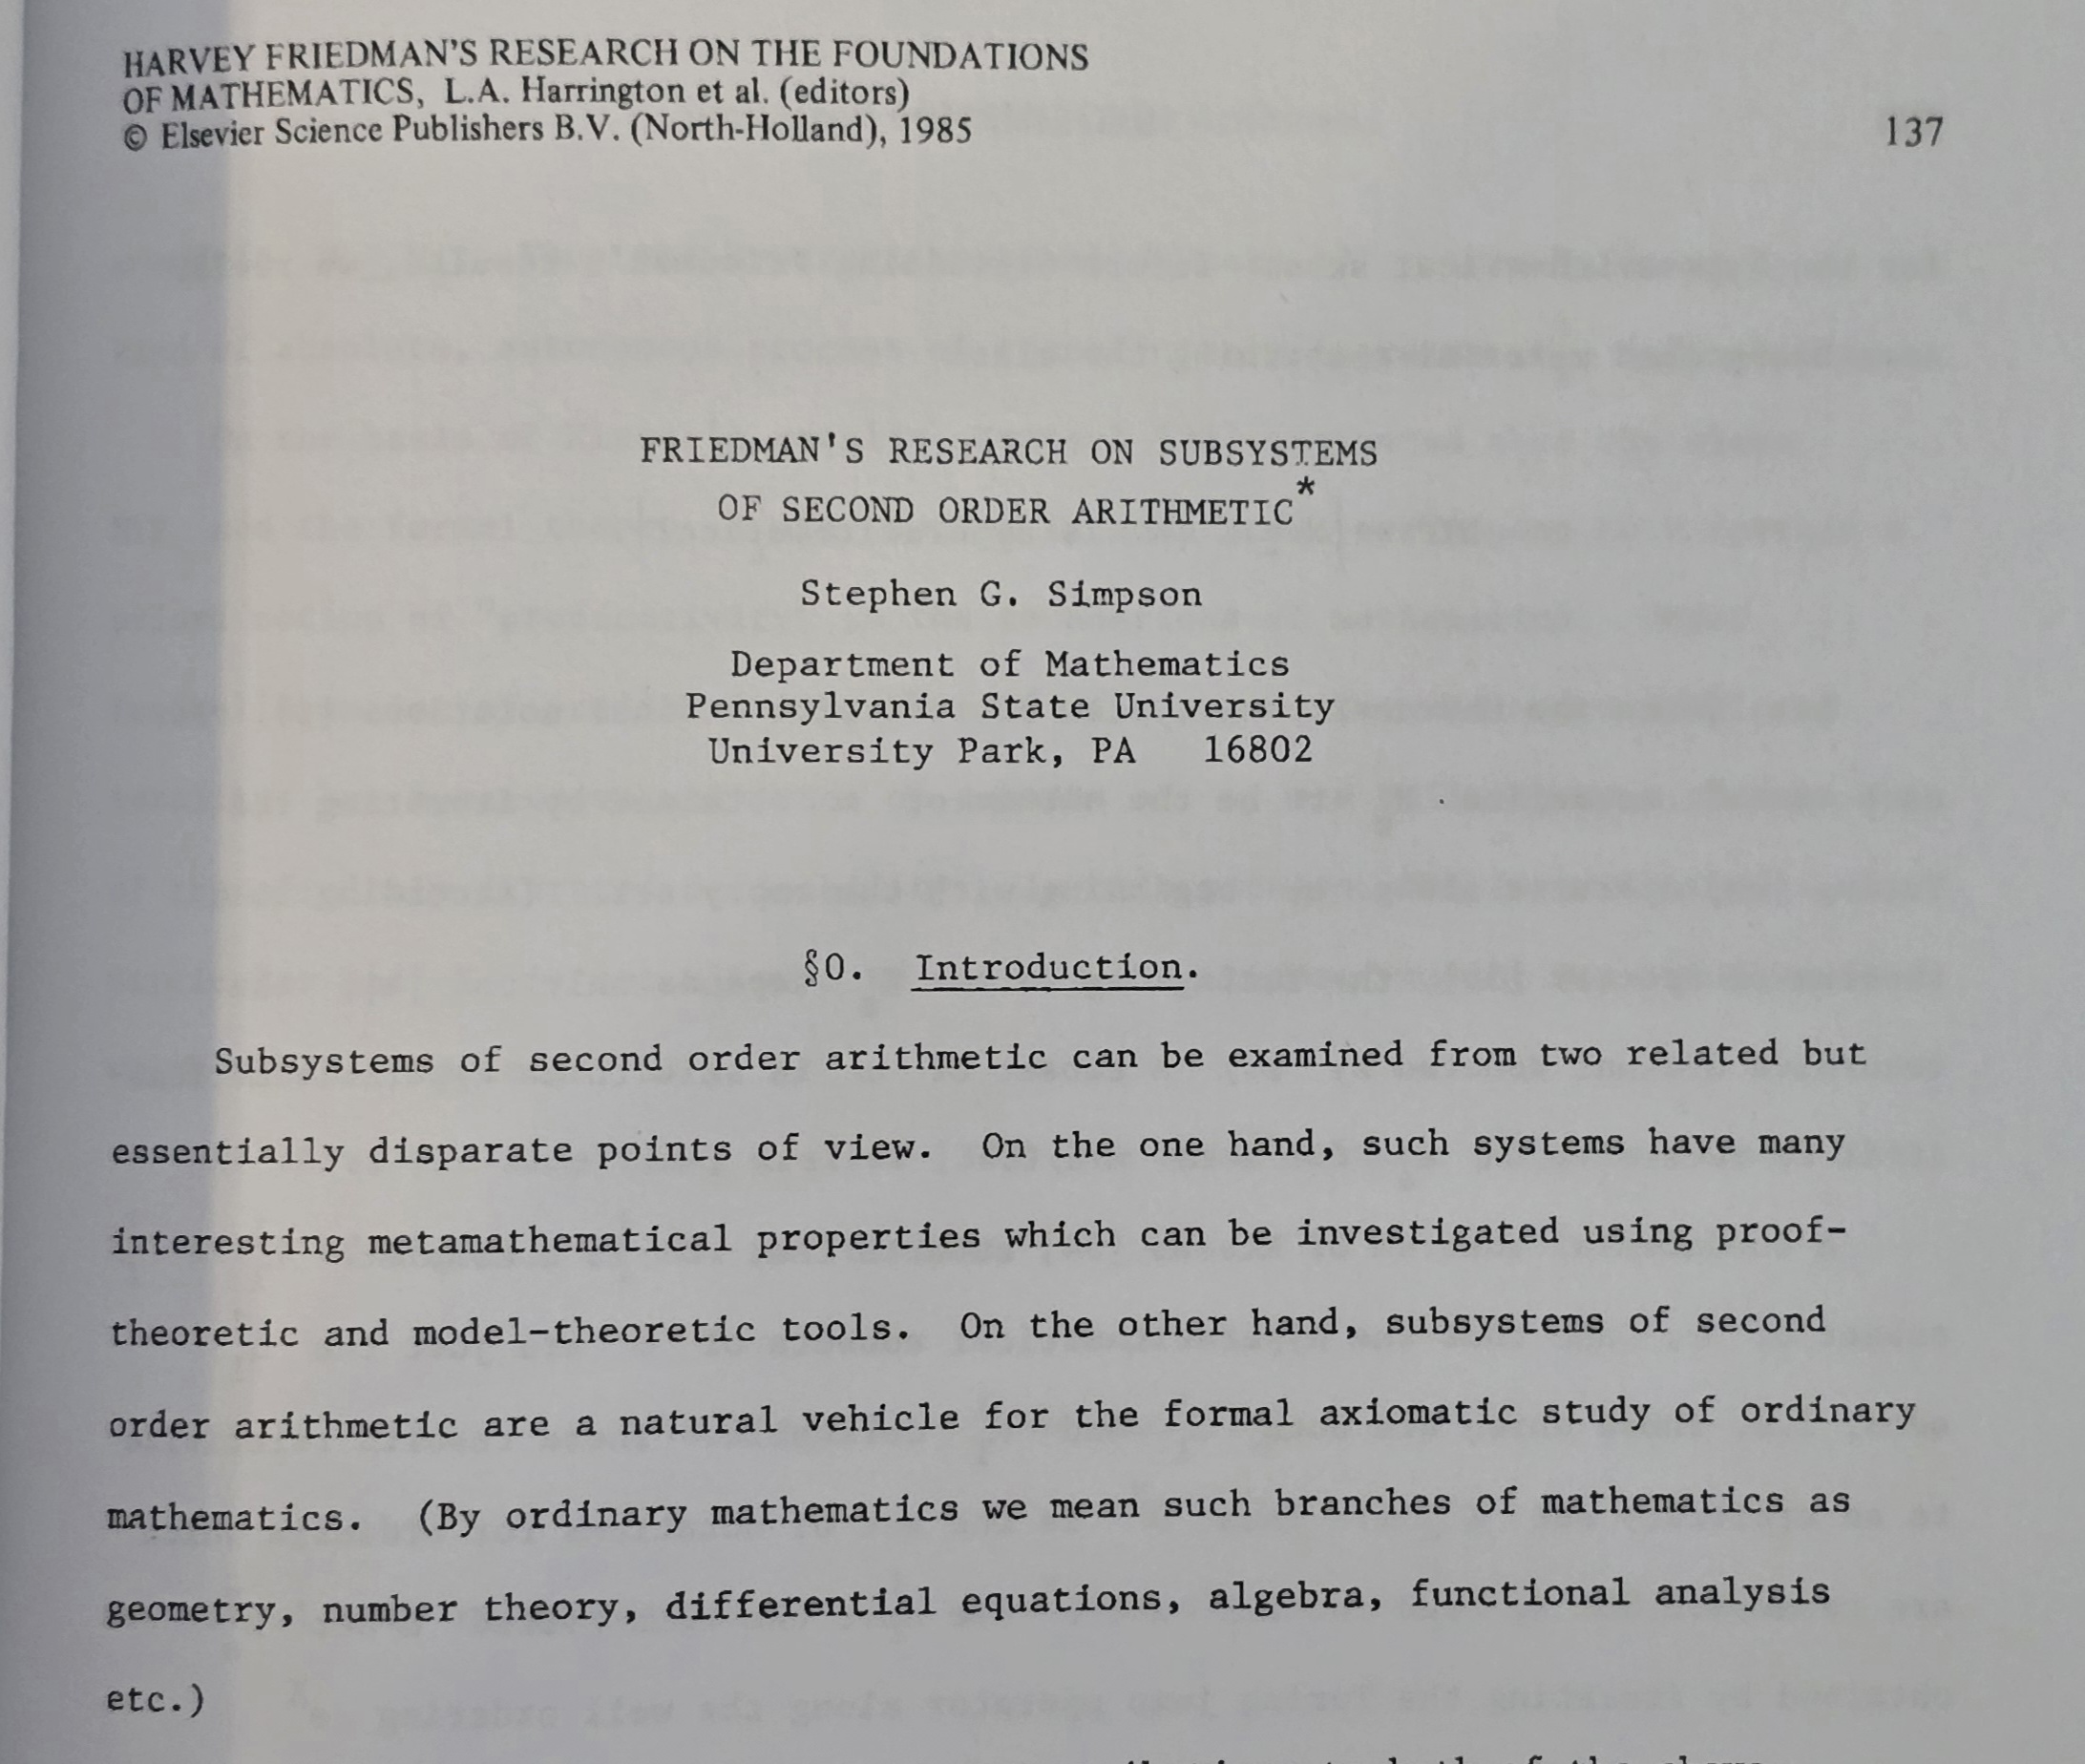 HARVEY FRIEDMAN'S RESEARCH ON THE FOUNDATIONS
OF MATHEMATICS, L.A. Harrington et al. (editors)
© Elsevier Science Publishers B.V. (North-Holland), 1985
137
FRIEDMAN'S RESEARCH ON SUBSYSTEMS
OF SECOND ORDER ARITHMETIC*
Stephen G. Simpson
Department of Mathematics
Pennsylvania State University
University Park, PA 16802
§0. Introduction.
Subsystems of second order arithmetic can be examined from two related but
essentially disparate points of view. On the one hand, such systems have many
interesting metamathematical properties which can be investigated using proof-
theoretic and model-theoretic tools. On the other hand, subsystems of second
order arithmetic are a natural vehicle for the formal axiomatic study of ordinary
mathematics. (By ordinary mathematics we mean such branches of mathematics as
geometry, number theory, differential equations, algebra, functional analysis
etc.)